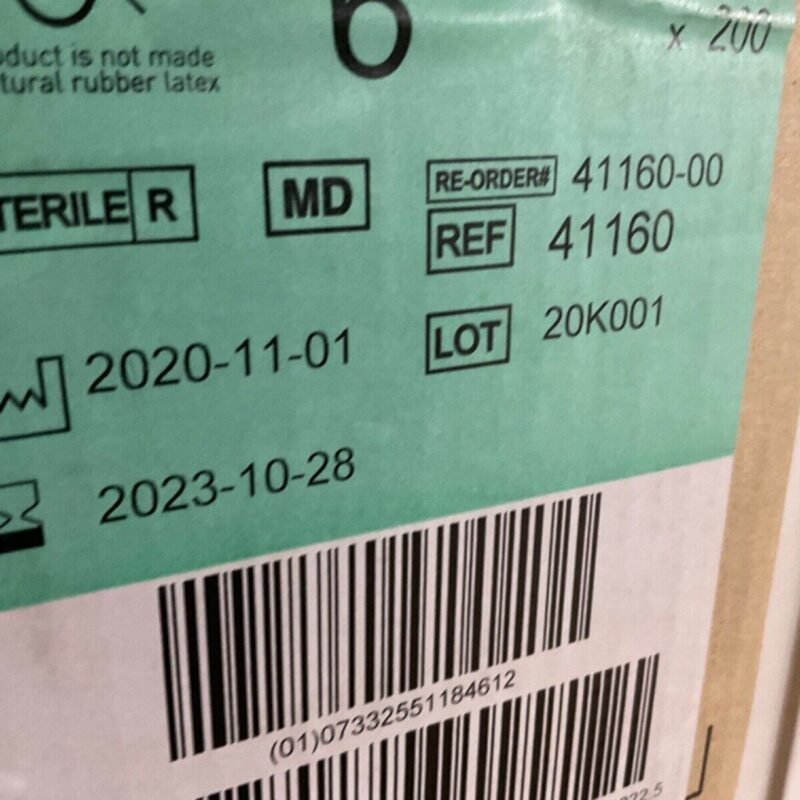 6
x 200
oduct is not made
tural rubber latex
TERILE R
MD
RE-ORDER# 41160-00
REF 41160
2020-11-01
LOT 20K001
2023-10-28
(01)07332551184612